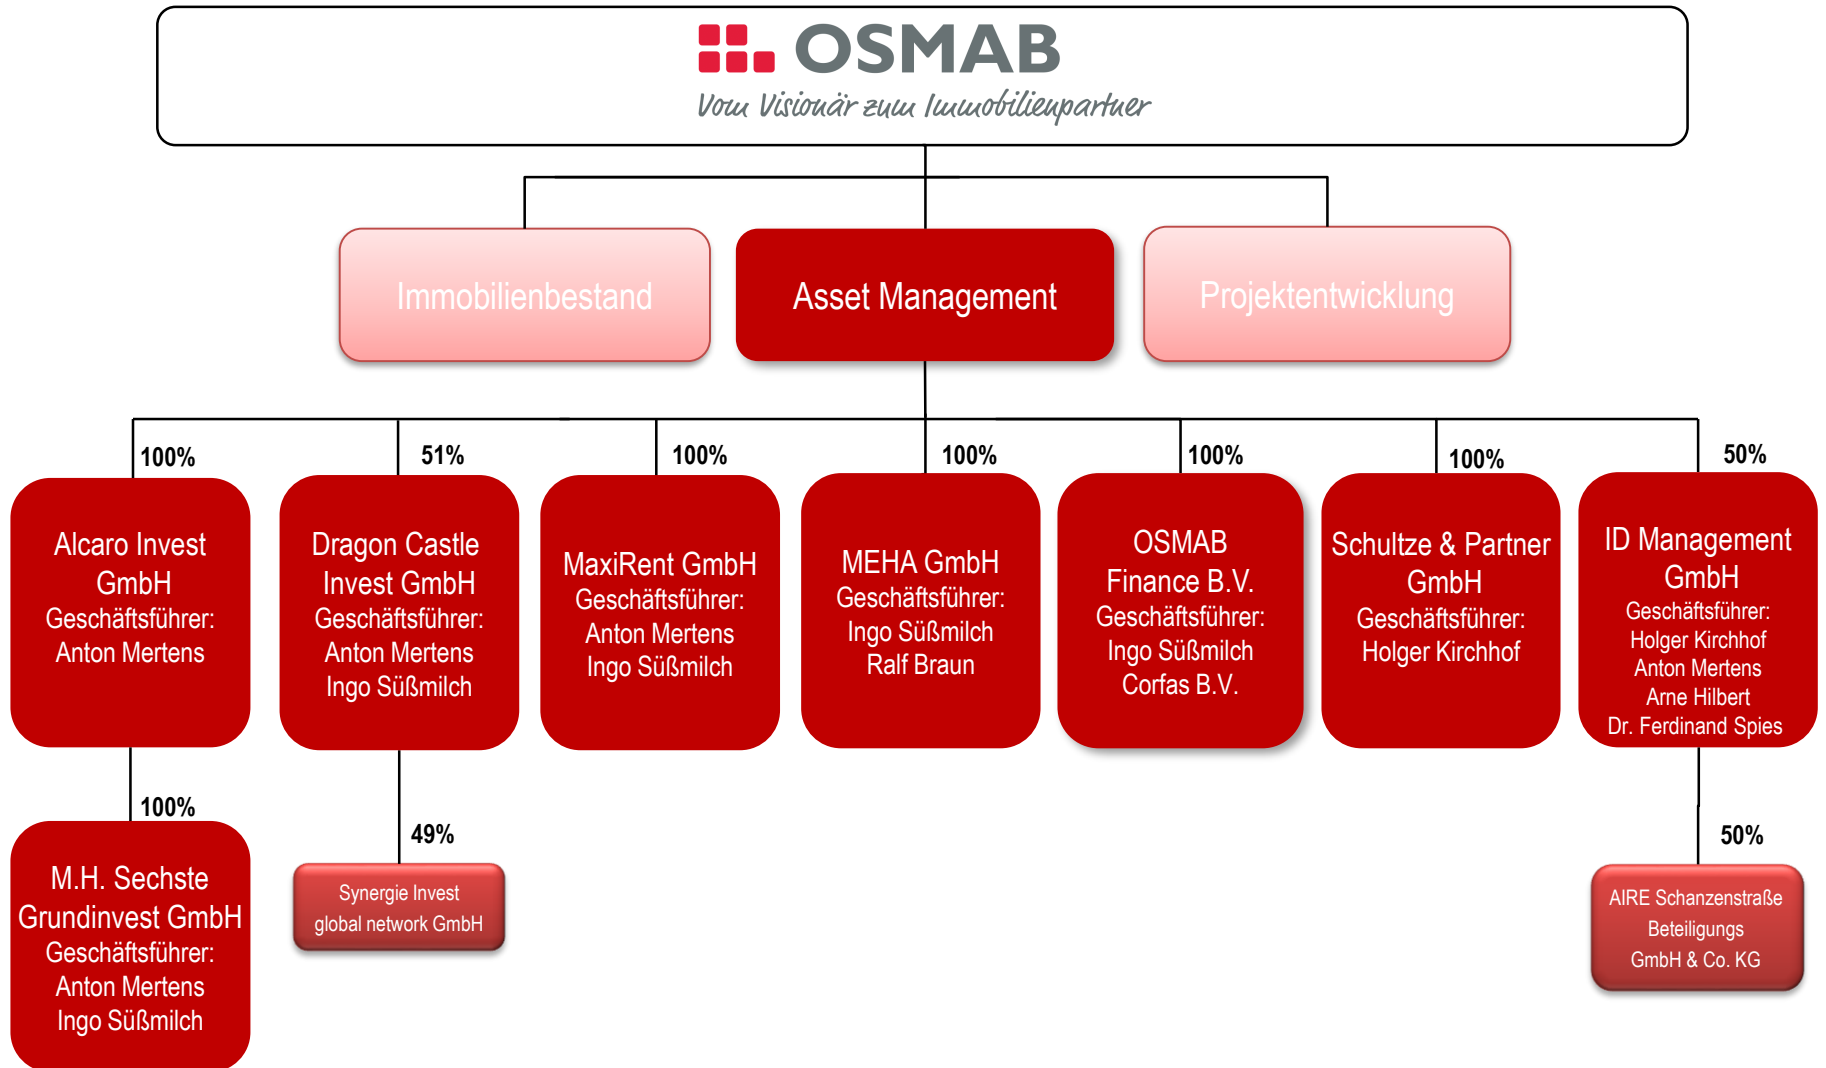 OSMAB
Vom Visionär zum Immobilienpartner
Immobilienbestand
Asset Management
Projektentwicklung
100%
51%
100%
100%
100%
100%
50%
Alcaro Invest
GmbH
Geschäftsführer:
Anton Mertens
Dragon Castle
Invest GmbH
Geschäftsführer:
Anton Mertens
Ingo Süßmilch
MaxiRent GmbH
Geschäftsführer:
Anton Mertens
Ingo Süßmilch
MEHA GmbH
Geschäftsführer:
Ingo Süßmilch
Ralf Braun
OSMAB
Finance B.V.
Geschäftsführer:
Ingo Süßmilch
Corfas B.V.
Schultze & Partner
GmbH
Geschäftsführer:
Holger Kirchhof
ID Management
GmbH
Geschäftsführer:
Holger Kirchhof
Anton Mertens
Arne Hilbert
Dr. Ferdinand Spies
100%
49%
50%
M.H. Sechste
Grundinvest GmbH
Geschäftsführer:
Anton Mertens
Ingo Süßmilch
Synergie Invest
global network GmbH
AIRE Schanzenstraße
Beteiligungs
GmbH & Co. KG